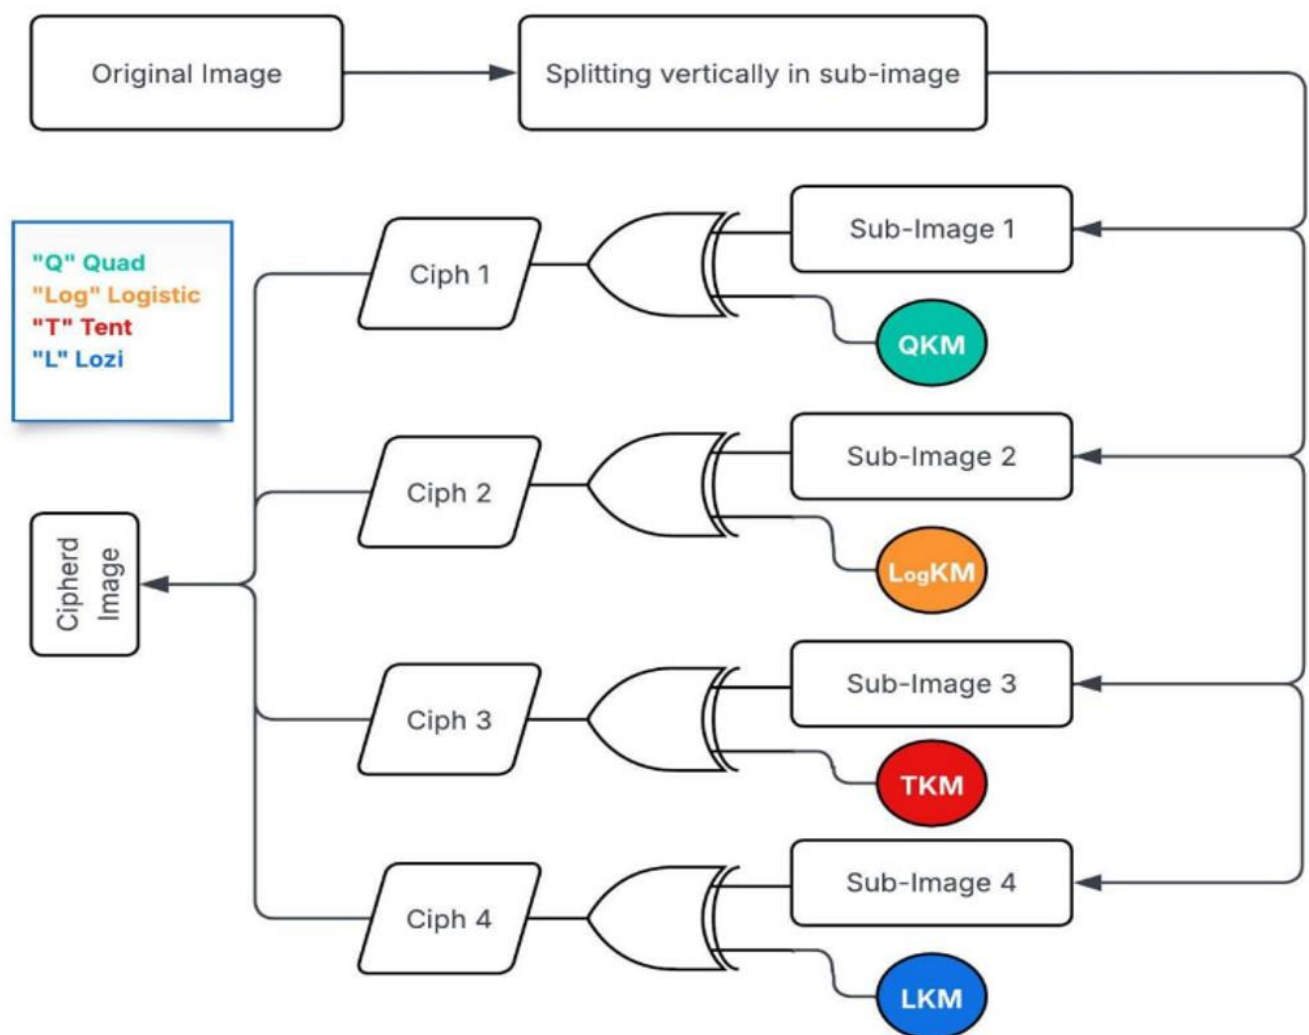 Original Image
Splitting vertically in sub-image
"Q" Quad
"Log" Logistic
"T" Tent
"L" Lozi
Sub-Image 1
Ciph 1
QKM
Sub-Image 2
Ciph 2
LogKM
Cipherd
Image
Sub-Image 3
Ciph 3
TKM
Sub-Image 4
Ciph 4
LKM